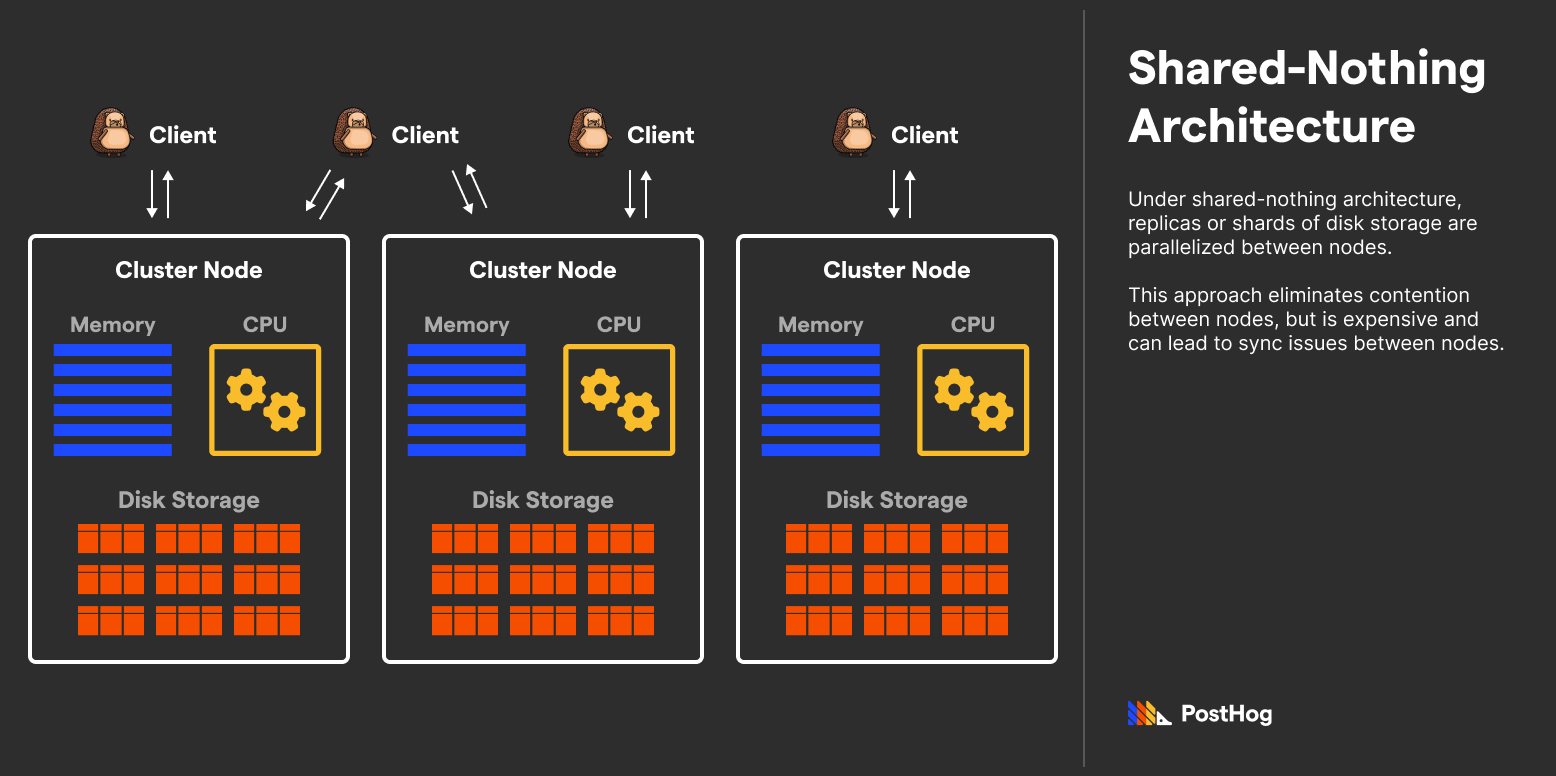 Client
Client
Client
Client
Cluster Node
Memory
CPU
Disk Storage
Cluster Node
Memory
CPU
Disk Storage
Cluster Node
Memory
CPU
Disk Storage
Shared-Nothing
Architecture
Under shared-nothing architecture,
replicas or shards of disk storage are
parallelized between nodes.
This approach eliminates contention
between nodes, but is expensive and
can lead to sync issues between nodes.
PostHog